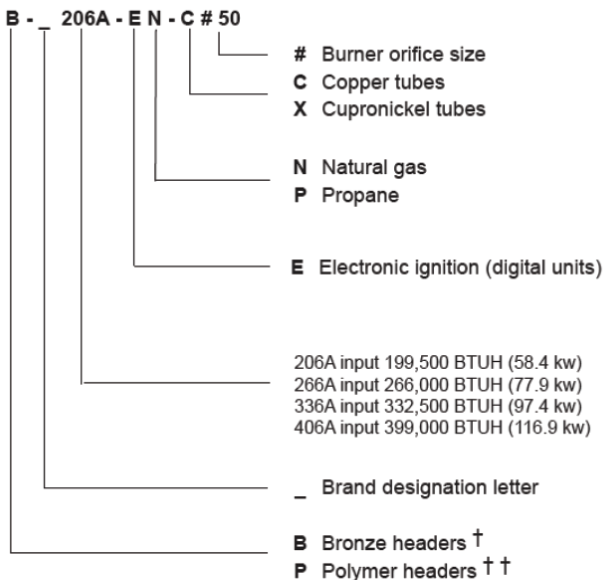 B - _ 206A - E N - C # 50
# Burner orifice size
C Copper tubes
X Cupronickel tubes
N Natural gas
P Propane
E Electronic ignition (digital units)
206A input 199,500 BTUH (58.4 kw)
266A input 266,000 BTUH (77.9 kw)
336A input 332,500 BTUH (97.4 kw)
406A input 399,000 BTUH (116.9 kw)
_ Brand designation letter
B Bronze headers †
P Polymer headers † †